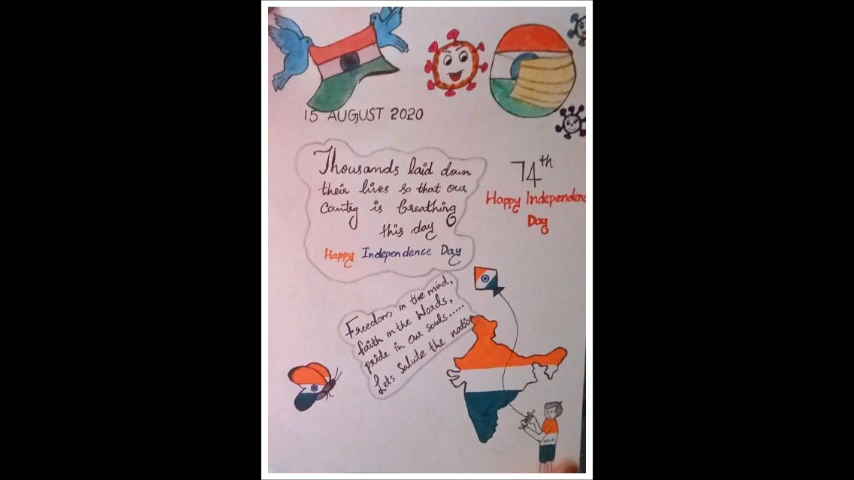 15 AUGUST 2020
Thousands laid down
their lives so that our
Country is breathing
this day
Happy Independence Day
74th
Happy Independence
Day
Freedom in the mind,
faith in the Words,
pride in our souls.....
Let's Salute the nation